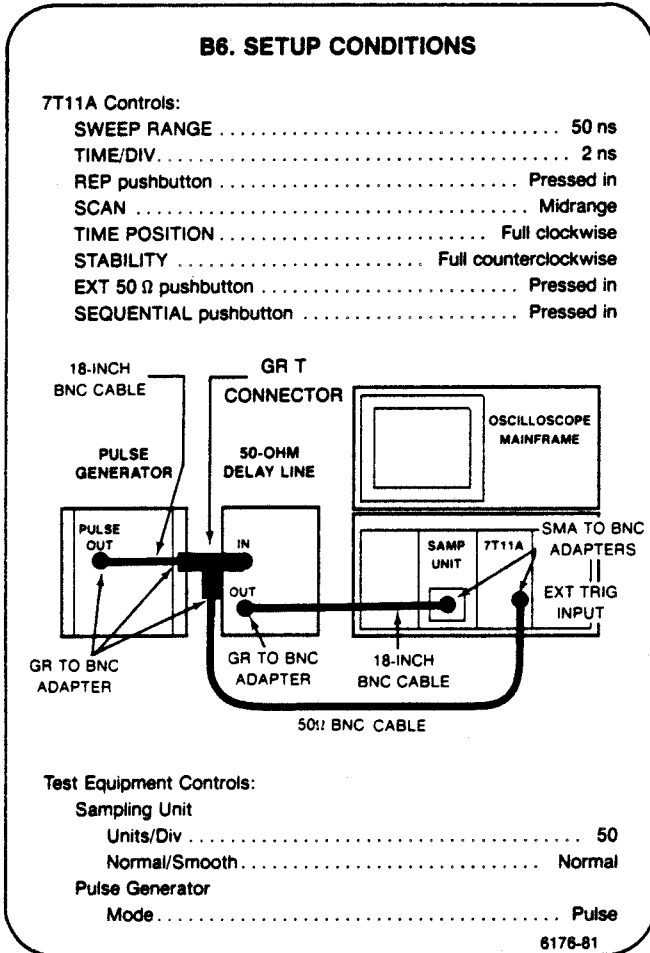 B6. SETUP CONDITIONS
7T11A Controls:
SWEEP RANGE .................................. 50 ns
TIME/DIV. ....................................... 2 ns
REP pushbutton ............................ Pressed in
SCAN ....................................... Midrange
TIME POSITION ........................ Full clockwise
STABILITY ..................... Full counterclockwise
EXT 50 Ω pushbutton ...................... Pressed in
SEQUENTIAL pushbutton .................... Pressed in
18-INCH
BNC CABLE
GR T
CONNECTOR
PULSE
GENERATOR
50-OHM
DELAY LINE
OSCILLOSCOPE
MAINFRAME
PULSE
OUT
IN
OUT
SAMP
UNIT
7T11A
SMA TO BNC
ADAPTERS
EXT TRIG
INPUT
GR TO BNC
ADAPTER
GR TO BNC
ADAPTER
18-INCH
BNC CABLE
50Ω BNC CABLE
Test Equipment Controls:
Sampling Unit
Units/Div ....................................... 50
Normal/Smooth ............................... Normal
Pulse Generator
Mode ......................................... Pulse
6176-81